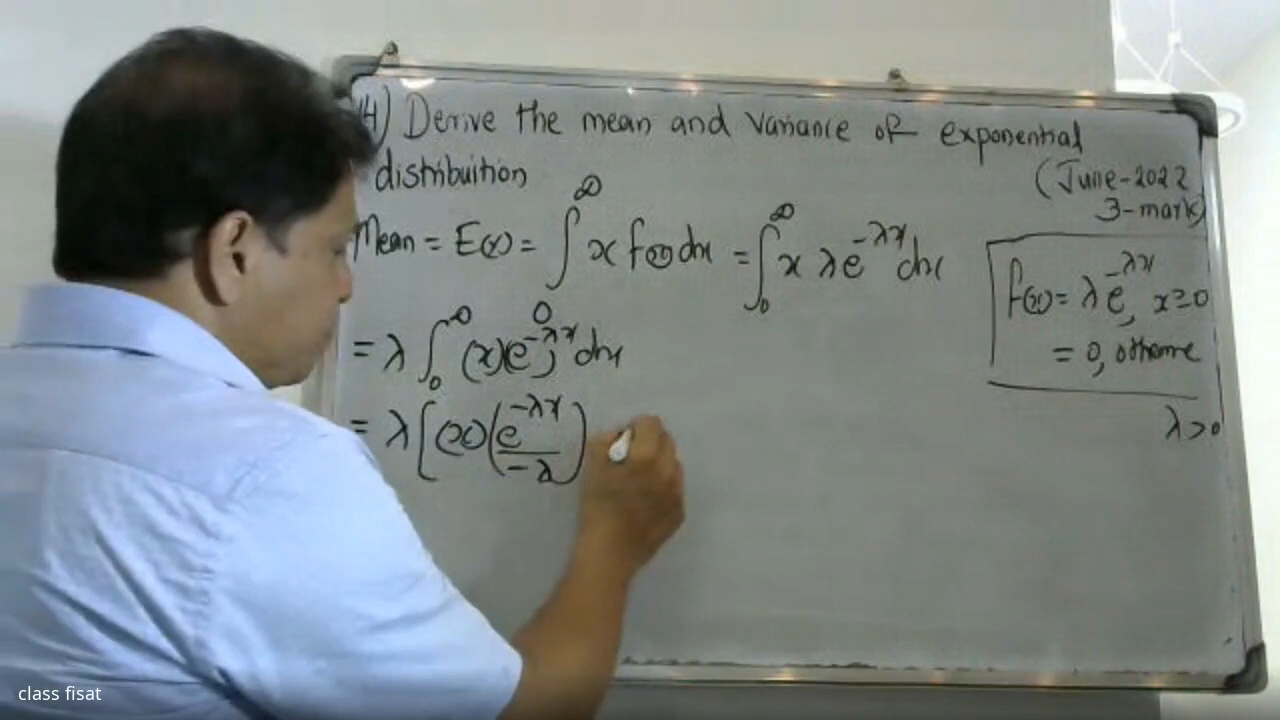 14) Derive the mean and variance of exponential
distribuition
(June-2022
3-mark)
Mean = E(x) = ∫₀^∞ x f(x) dx = ∫₀^∞ x λ e^{-λx} dx
f(x) = λ e^{-λx}, x≥0
= 0, otherwise
λ>0
= λ ∫₀^∞ (x) e^{-λx} dx
= λ [(x) (e^{-λx}/-λ)
class fisat